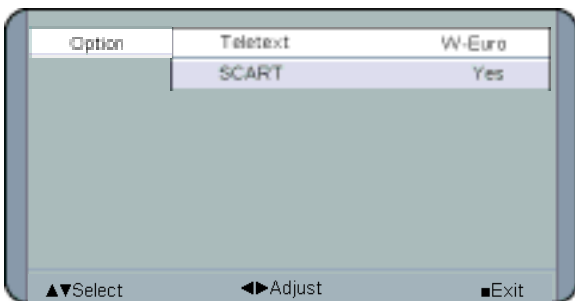 Option Teletext W-Euro
SCART Yes
▲▼Select ◄►Adjust ■Exit